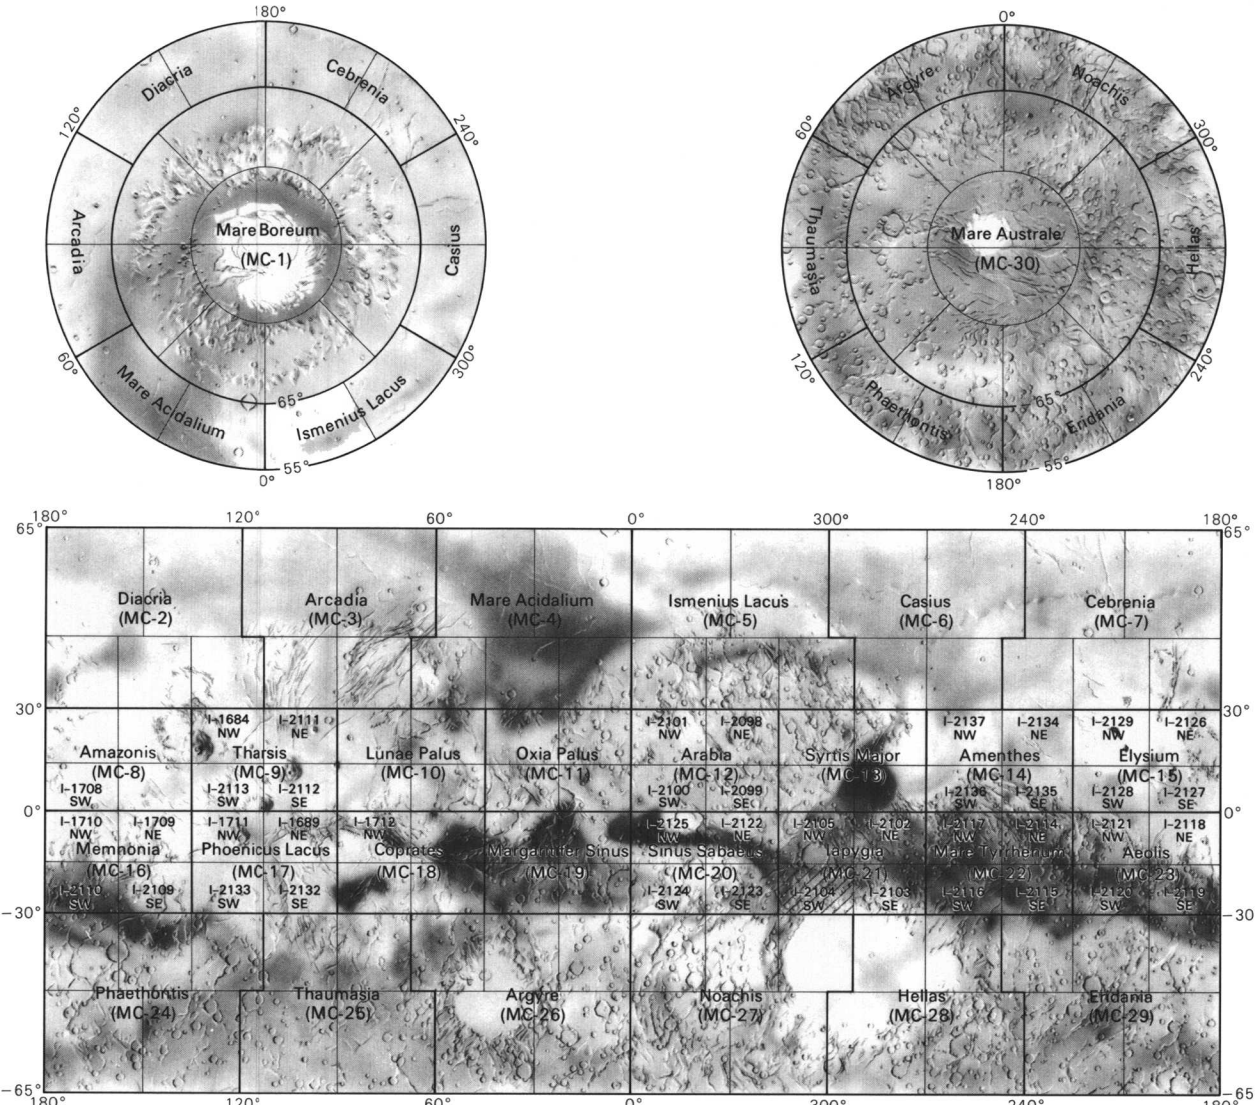 180°
Diacria
Cebrenia
120°
240°
Arcadia
Mare Boreum
(MC-1)
Casius
60°
300°
Mare Acidalium
65°
Ismenius Lacus
55°
0°
0°
Argyre
Noachis
60°
300°
Thaumasia
Mare Australe
(MC-30)
Hellas
120°
240°
Phaethontis
-65°
Eridania
-55°
180°
180° 120° 60° 0° 300° 240° 180°
65° 65°
Diacria Arcadia Mare Acidalium Ismenius Lacus Casius Cebrenia
(MC-2) (MC-3) (MC-4) (MC-5) (MC-6) (MC-7)
30° 30°
I-1684 I-2111 I-2101 I-2098 I-2137 I-2134 I-2129 I-2126
NW NE NW NE NW NE NW NE
Amazonis Tharsis Lunae Palus Oxia Palus Arabia Syrtis Major Amenthes Elysium
(MC-8) (MC-9) (MC-10) (MC-11) (MC-12) (MC-13) (MC-14) (MC-15)
I-1708 I-2113 I-2112 I-2100 I-2099 I-2136 I-2135 I-2128 I-2127
SW SW SE SW SE SW SE SW SE
0° 0°
I-1710 I-1709 I-1711 I-1689 I-1712 I-2125 I-2122 I-2105 I-2102 I-2117 I-2114 I-2121 I-2118
NW NE NW NE NW NW NE NW NE NW NE NW NE
Memnonia Phoenicus Lacus Coprates Margaritifer Sinus Sinus Sabaeus Iapygia Mare Tyrrhenum Aeolis
(MC-16) (MC-17) (MC-18) (MC-19) (MC-20) (MC-21) (MC-22) (MC-23)
I-2110 I-2109 I-2133 I-2132 I-2124 I-2123 I-2104 I-2103 I-2116 I-2115 I-2120 I-2119
SW SE SW SE SW SE SW SE SW SE SW SE
-30° -30
Phaethontis Thaumasia Argyre Noachis Hellas Eridania
(MC-24) (MC-25) (MC-26) (MC-27) (MC-28) (MC-29)
-65° -65
180° 120° 60° 0° 300° 240° 180°